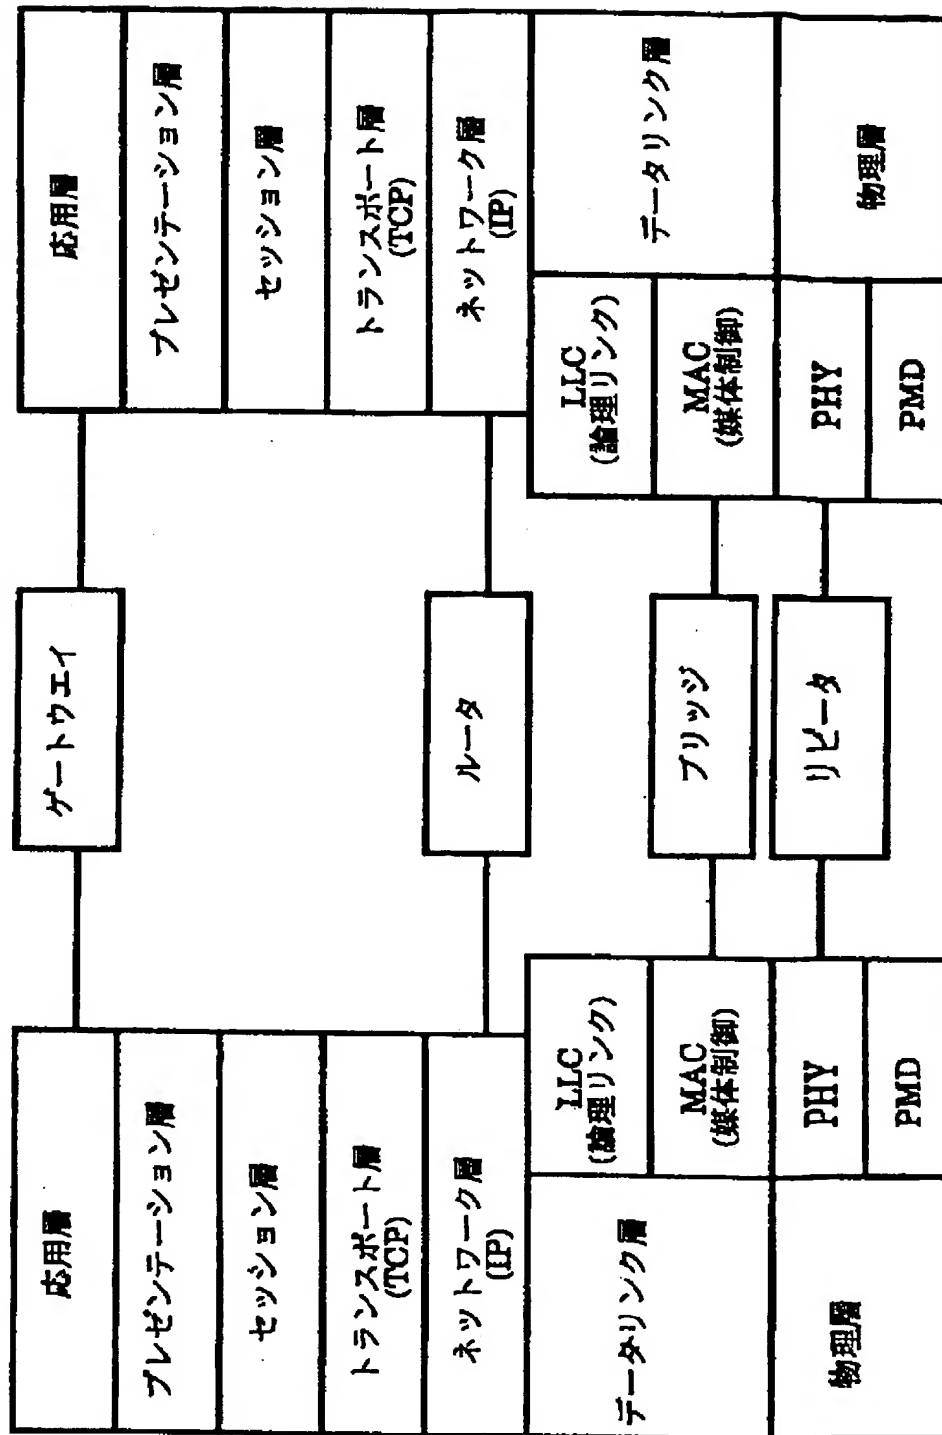 応用層
プレゼンテーション層
セッション層
トランスポート層
(TCP)
ネットワーク層
(IP)
データリンク層
物理層
LLC
(論理リンク)
MAC
(媒体制御)
PHY
PMD
ゲートウエイ
ルータ
ブリッジ
リピータ
応用層
プレゼンテーション層
セッション層
トランスポート層
(TCP)
ネットワーク層
(IP)
LLC
(論理リンク)
MAC
(媒体制御)
PHY
PMD
データリンク層
物理層